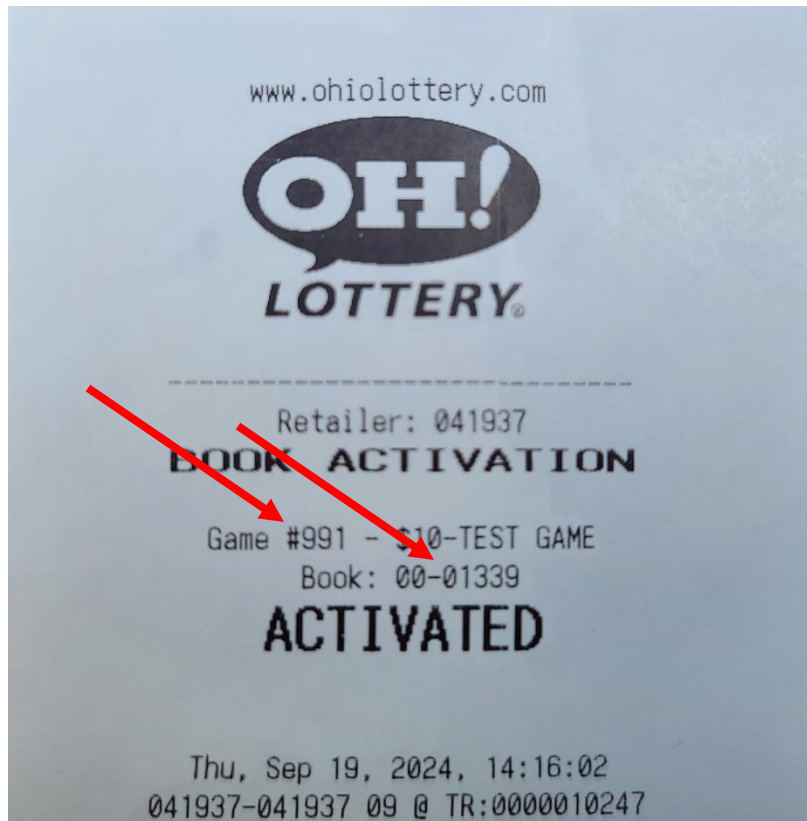 www.ohiolottery.com
OH!
LOTTERY®
Retailer: 041937
BOOK ACTIVATION
Game #991 - $10-TEST GAME
Book: 00-01339
ACTIVATED
Thu, Sep 19, 2024, 14:16:02
041937-041937 09 @ TR:0000010247